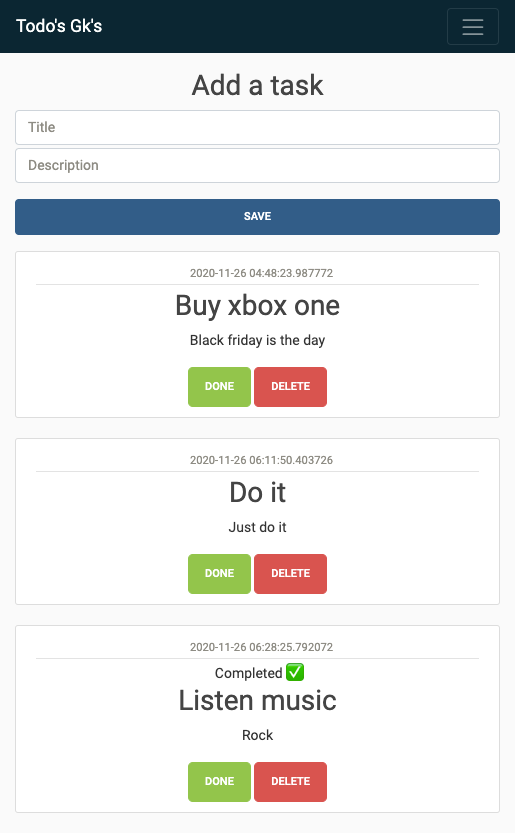 Todo's Gk's
Add a task
Title
Description
SAVE
2020-11-26 04:48:23.987772
Buy xbox one
Black friday is the day
DONE DELETE
2020-11-26 06:11:50.403726
Do it
Just do it
DONE DELETE
2020-11-26 06:28:25.792072
Completed ✅
Listen music
Rock
DONE DELETE